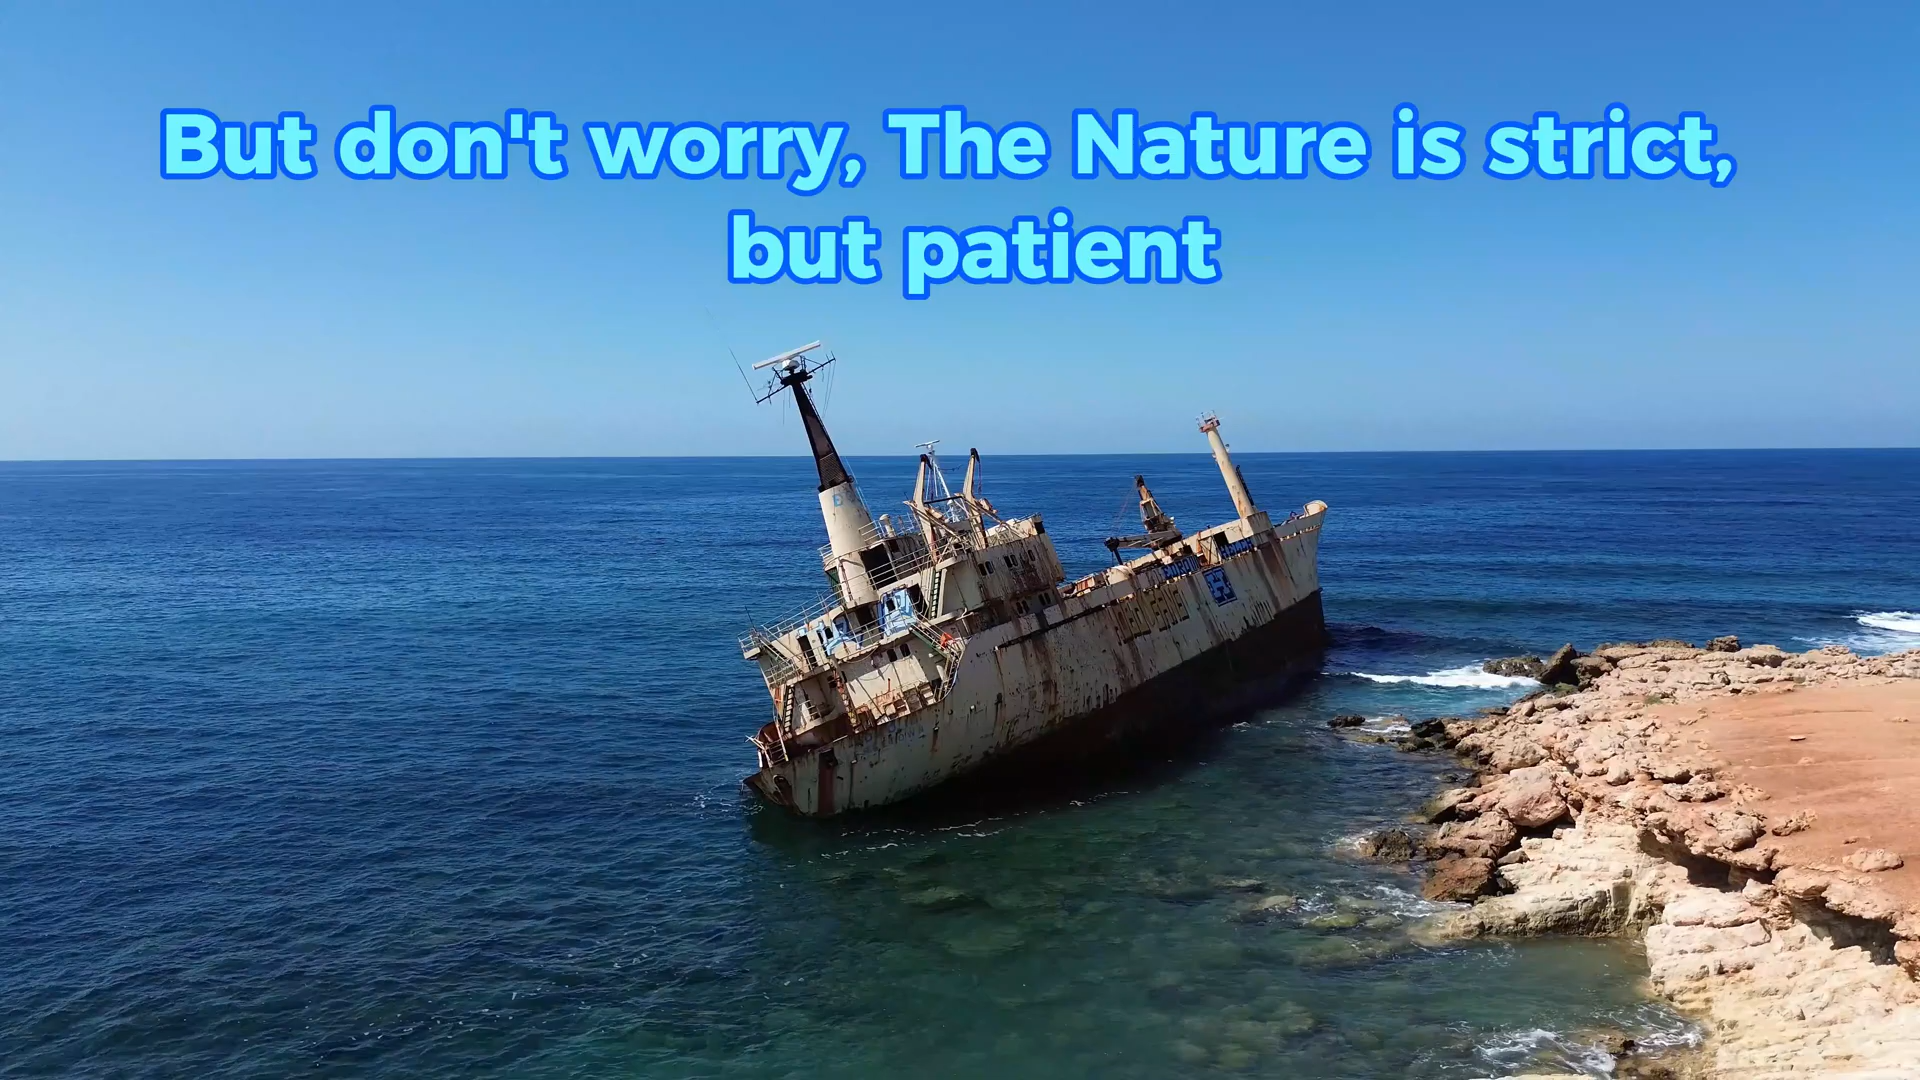 But don't worry, The Nature is strict,
but patient